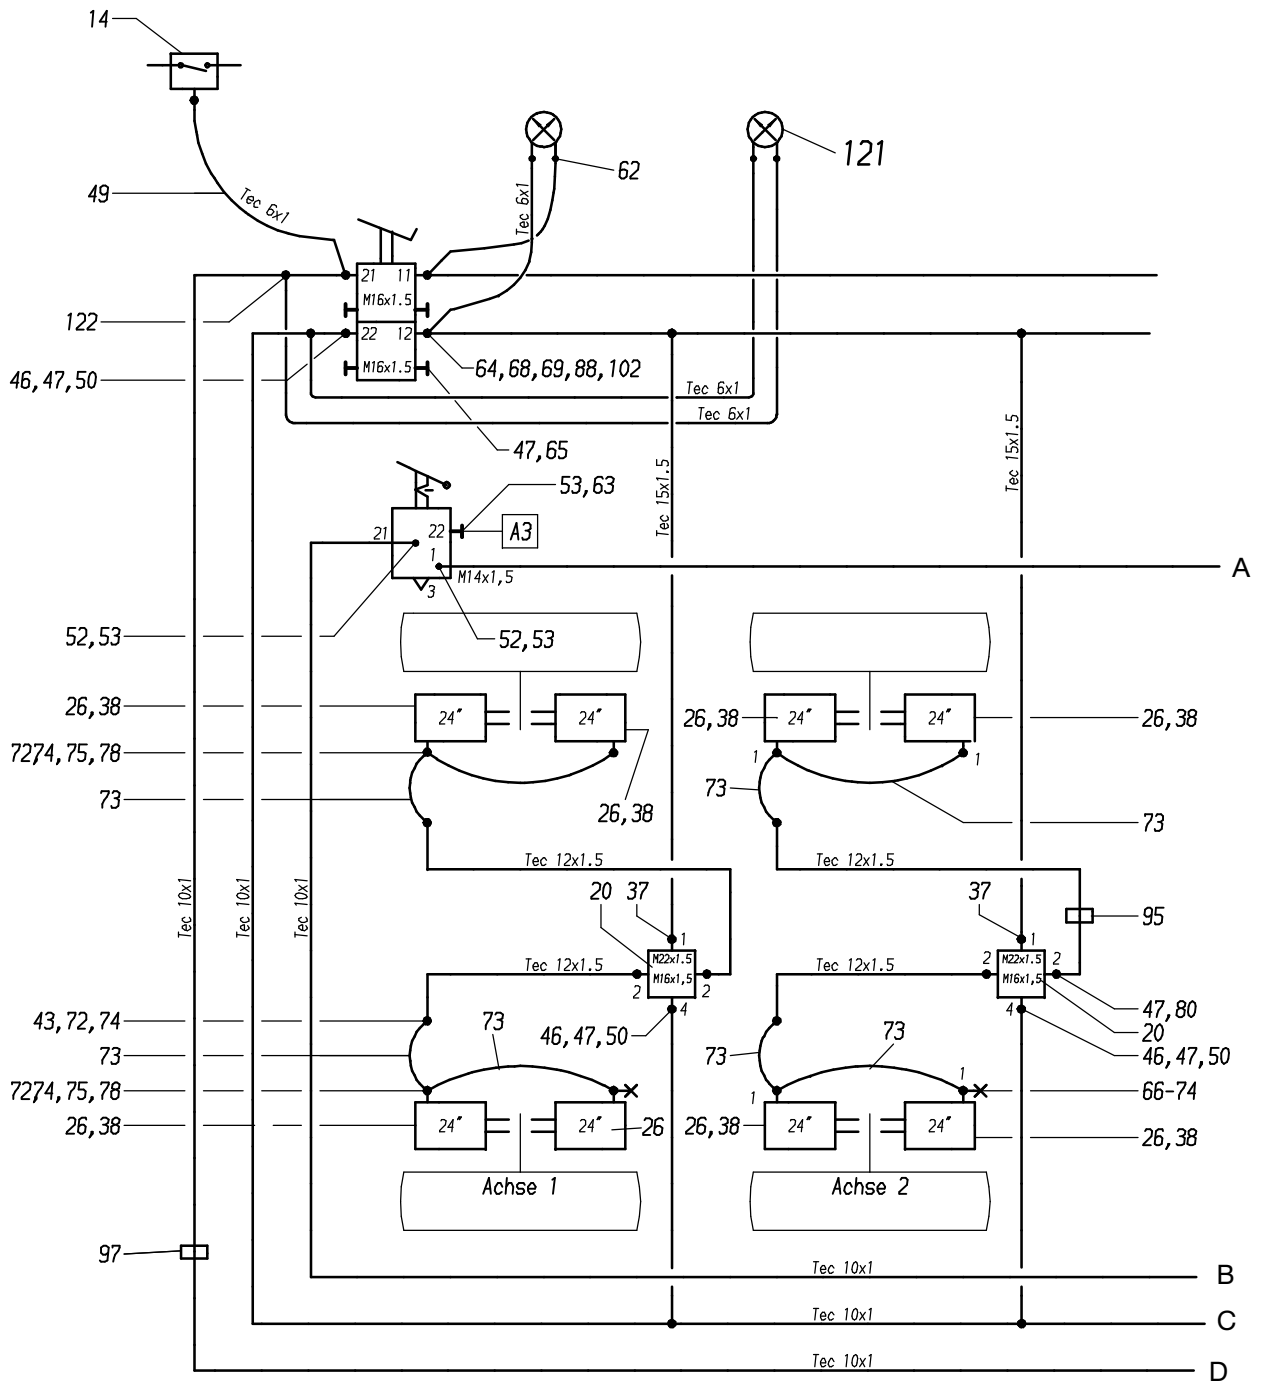 14
62
121
49
Tec 6x1
Tec 6x1
21 11
M16x1.5
122
22 12
M16x1.5
46,47,50
64,68,69,88,102
Tec 6x1
Tec 6x1
47,65
Tec 15x1.5
Tec 15x1.5
53,63
21
22
A3
1
M14x1,5
3
A
52,53
52,53
26,38
24" 24"
26,38
24" 24"
26,38
7274,75,78
1
1
73
73
26,38
73
Tec 12x1.5
Tec 12x1.5
Tec 10x1
Tec 10x1
Tec 10x1
20 37
37
95
1
1
Tec 12x1.5
M22x1.5
M16x1,5
2
2
Tec 12x1.5
2
2
M22x1.5
M16x1,5
4
4
47,80
43,72,74
73
46,47,50
20
73
73
73
46,47,50
7274,75,78
1
1
66-74
26,38
24" 24"
26
26,38
24" 24"
26,38
Achse 1
Achse 2
97
Tec 10x1
B
Tec 10x1
C
Tec 10x1
D